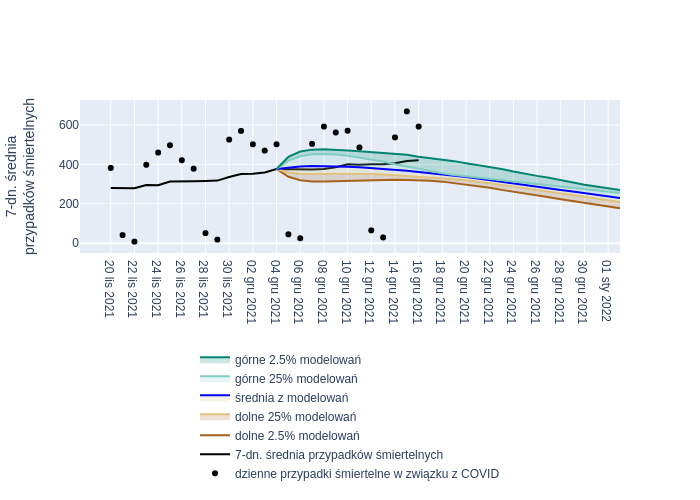 7-dn. średnia
przypadków śmiertelnych
600
400
200
0
20 lis 2021
22 lis 2021
24 lis 2021
26 lis 2021
28 lis 2021
30 lis 2021
02 gru 2021
04 gru 2021
06 gru 2021
08 gru 2021
10 gru 2021
12 gru 2021
14 gru 2021
16 gru 2021
18 gru 2021
20 gru 2021
22 gru 2021
24 gru 2021
26 gru 2021
28 gru 2021
30 gru 2021
01 sty 2022
górne 2.5% modelowań
górne 25% modelowań
średnia z modelowań
dolne 25% modelowań
dolne 2.5% modelowań
7-dn. średnia przypadków śmiertelnych
dzienne przypadki śmiertelne w związku z COVID